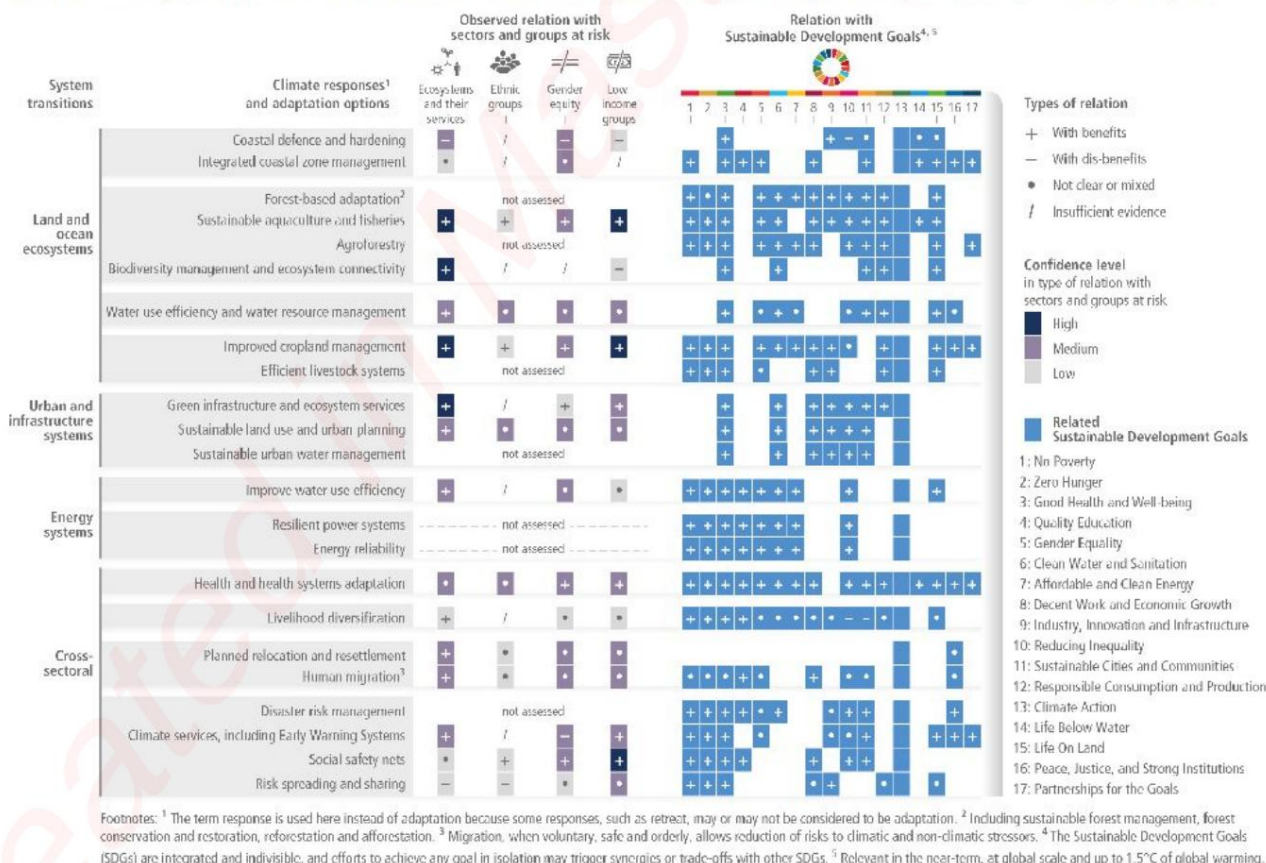 Observed relation with
sectors and groups at risk
Relation with
Sustainable Development Goals4, 5
System
transitions
Climate responses1
and adaptation options
Ecosystems
and their
services
Ethnic
groups
Gender
equity
Low
income
groups
1 2 3 4 5 6 7 8 9 10 11 12 13 14 15 16 17
Types of relation
+ With benefits
− With dis-benefits
• Not clear or mixed
/ Insufficient evidence
Confidence level
in type of relation with
sectors and groups at risk
High
Medium
Low
Related
Sustainable Development Goals
1: No Poverty
2: Zero Hunger
3: Good Health and Well-being
4: Quality Education
5: Gender Equality
6: Clean Water and Sanitation
7: Affordable and Clean Energy
8: Decent Work and Economic Growth
9: Industry, Innovation and Infrastructure
10: Reducing Inequality
11: Sustainable Cities and Communities
12: Responsible Consumption and Production
13: Climate Action
14: Life Below Water
15: Life On Land
16: Peace, Justice, and Strong Institutions
17: Partnerships for the Goals
Land and
ocean
ecosystems
Coastal defence and hardening
Integrated coastal zone management
Forest-based adaptation2 not assessed
Sustainable aquaculture and fisheries
Agroforestry not assessed
Biodiversity management and ecosystem connectivity
Water use efficiency and water resource management
Improved cropland management
Efficient livestock systems not assessed
Urban and
infrastructure
systems
Green infrastructure and ecosystem services
Sustainable land use and urban planning
Sustainable urban water management not assessed
Energy
systems
Improve water use efficiency
Resilient power systems not assessed
Energy reliability not assessed
Cross-
sectoral
Health and health systems adaptation
Livelihood diversification
Planned relocation and resettlement
Human migration3
Disaster risk management not assessed
Climate services, including Early Warning Systems
Social safety nets
Risk spreading and sharing
Footnotes: 1 The term response is used here instead of adaptation because some responses, such as retreat, may or may not be considered to be adaptation. 2 Including sustainable forest management, forest
conservation and restoration, reforestation and afforestation. 3 Migration, when voluntary, safe and orderly, allows reduction of risks to climatic and non-climatic stressors. 4 The Sustainable Development Goals
(SDGs) are integrated and indivisible, and efforts to achieve any goal in isolation may trigger synergies or trade-offs with other SDGs. 5 Relevant in the near-term, at global scale and up to 1.5°C of global warming.